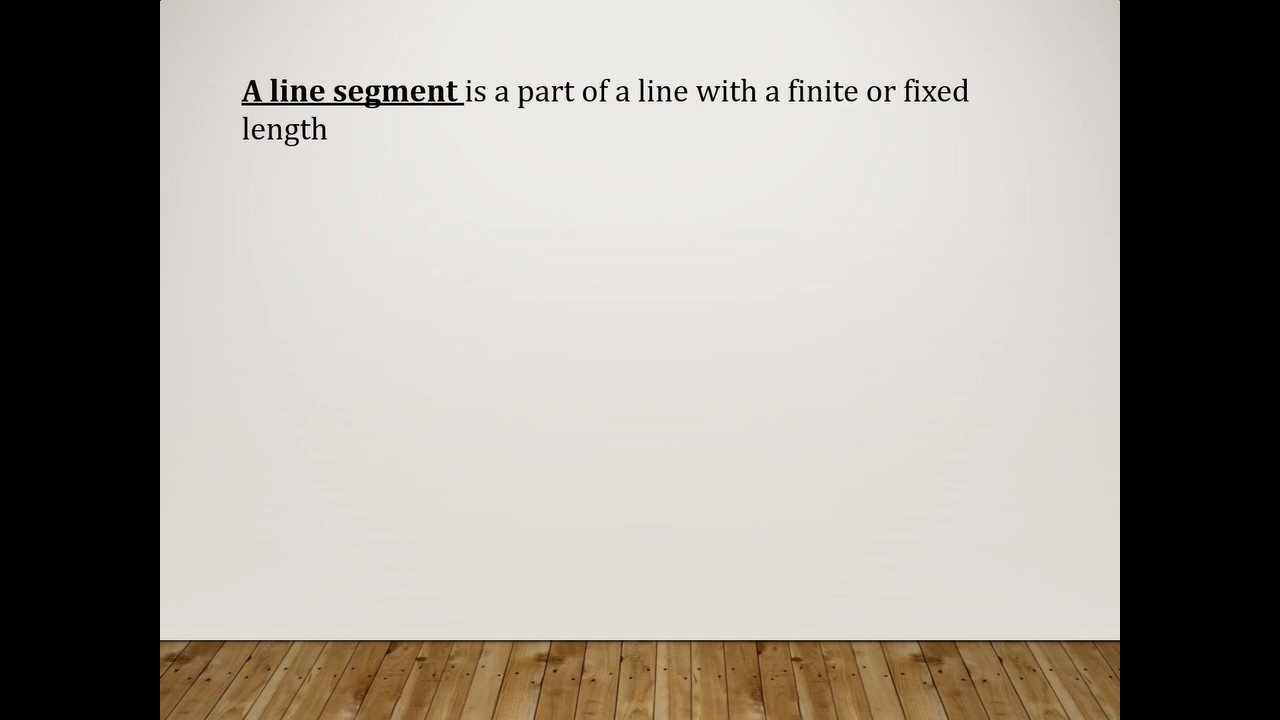 A line segment is a part of a line with a finite or fixed
length